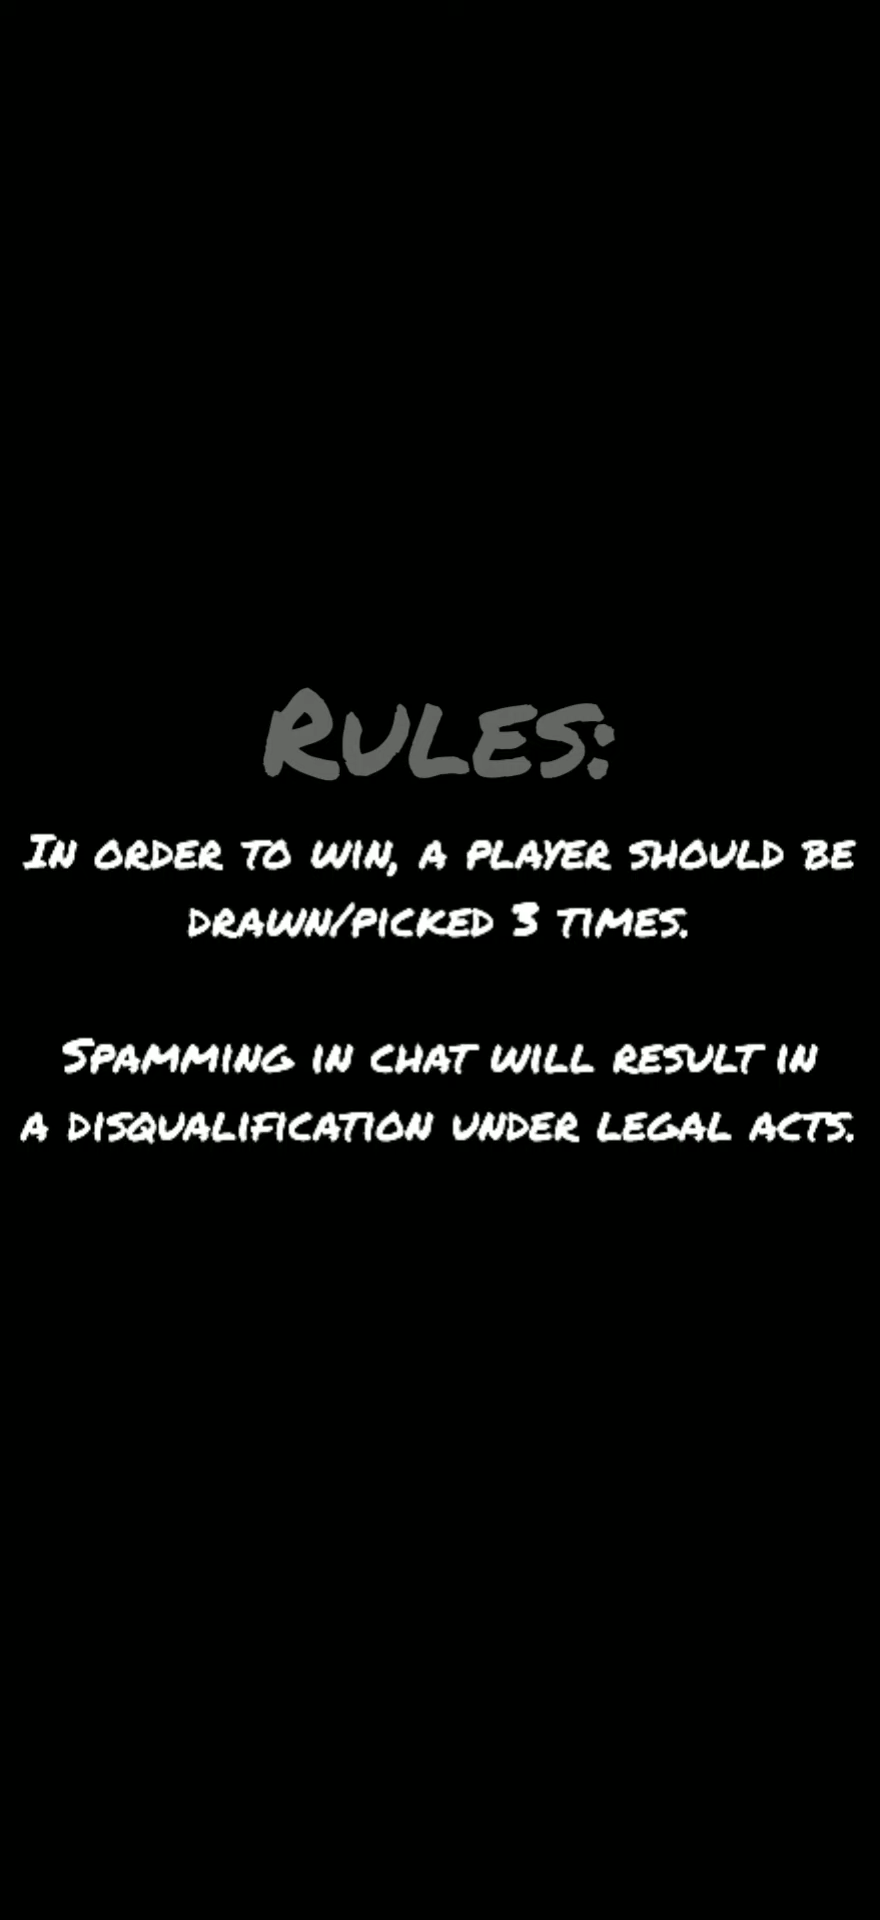 Rules:
In order to win, a player should be
drawn/picked 3 times.
Spamming in chat will result in
a disqualification under legal acts.